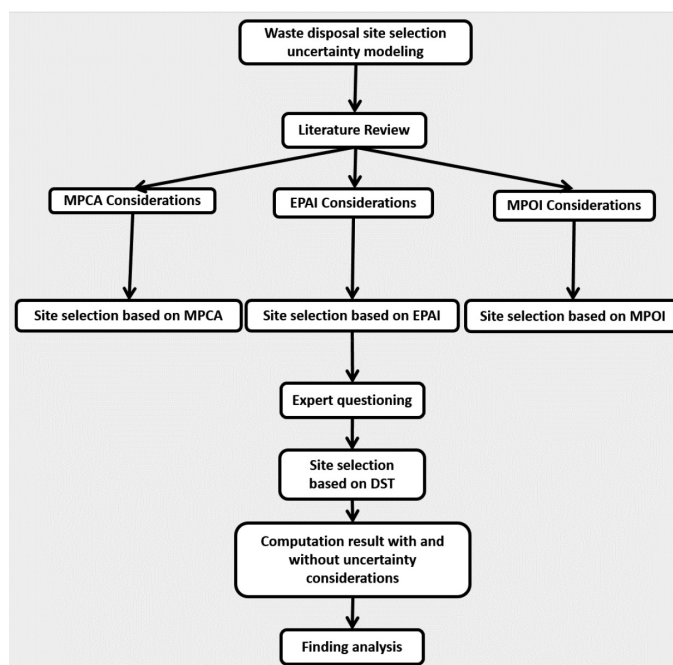 Waste disposal site selection
uncertainty modeling
Literature Review
MPCA Considerations
EPAI Considerations
MPOI Considerations
Site selection based on MPCA
Site selection based on EPAI
Site selection based on MPOI
Expert questioning
Site selection
based on DST
Computation result with and
without uncertainty
considerations
Finding analysis